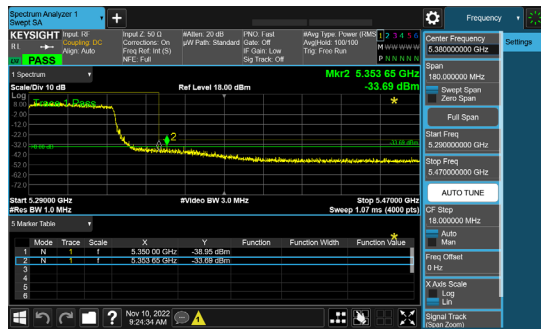 Spectrum Analyzer 1
Swept SA
+
Frequency
KEYSIGHT
RL
PASS
Input: RF
Coupling: DC
Align: Auto
Input Z: 50 Ω
Corrections: On
Freq Ref: Int (S)
NFE: Full
#Atten: 20 dB
µW Path: Standard
PNO: Fast
Gate: Off
IF Gain: Low
Sig Track: Off
#Avg Type: Power (RMS
Avg|Hold: 100/100
Trig: Free Run
1 2 3 4 5 6
M W W W W W
P N N N N N
1 Spectrum
Scale/Div 10 dB
Ref Level 18.00 dBm
Mkr2 5.353 65 GHz
-33.69 dBm
Log
Trace 1 Pass
8.00
-2.00
-12.0
-22.0
-32.0
-42.0
-52.0
-62.0
-72.0
2
Start 5.29000 GHz
#Res BW 1.0 MHz
#Video BW 3.0 MHz
Stop 5.47000 GHz
Sweep 1.07 ms (4000 pts)
5 Marker Table
Mode Trace Scale X Y Function Function Width Function Value
1 N 1 f 5.350 00 GHz -38.95 dBm
2 N 1 f 5.353 65 GHz -33.69 dBm
3
4
5
6
Nov 10, 2022
9:24:34 AM
Center Frequency
5.380000000 GHz
Settings
Span
180.000000 MHz
Swept Span
Zero Span
Full Span
Start Freq
5.290000000 GHz
Stop Freq
5.470000000 GHz
AUTO TUNE
CF Step
18.000000 MHz
Auto
Man
Freq Offset
0 Hz
X Axis Scale
Log
Lin
Signal Track
(Span Zoom)